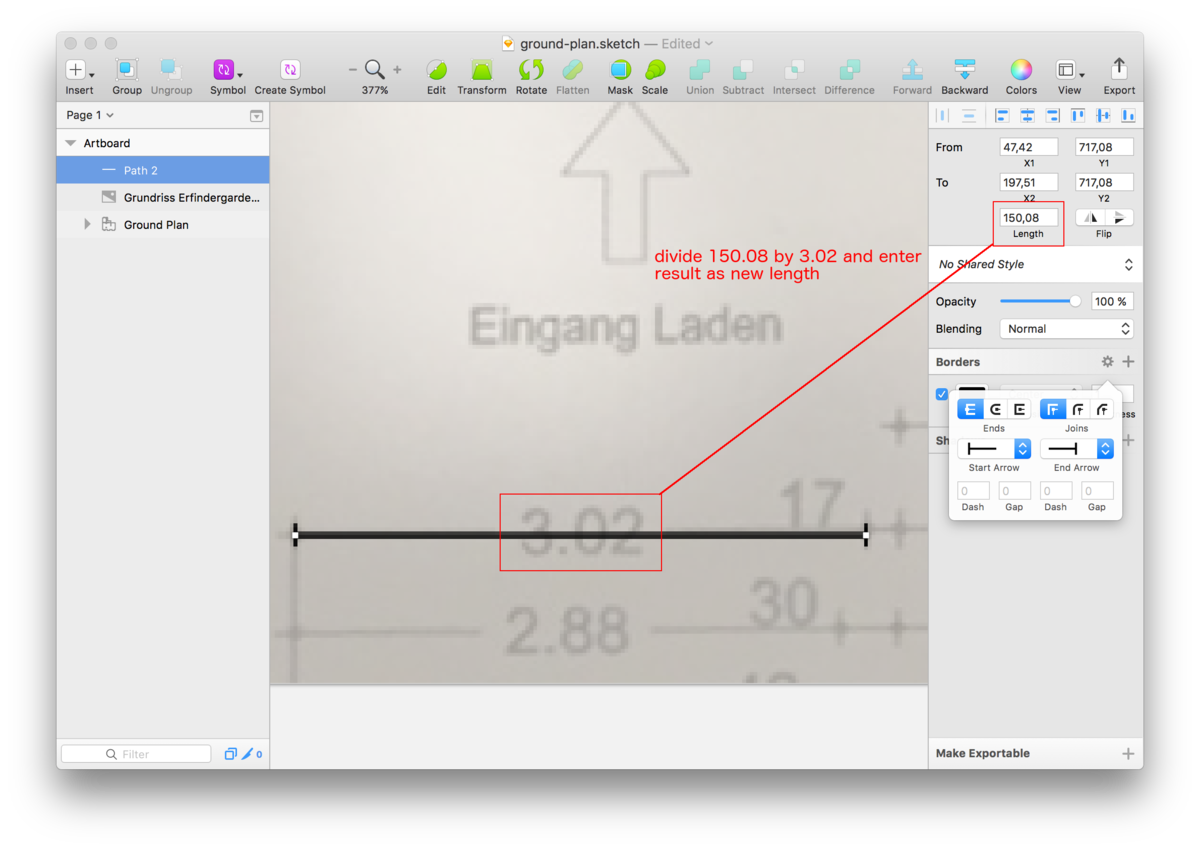 ground-plan.sketch — Edited
Insert Group Ungroup Symbol Create Symbol 377% Edit Transform Rotate Flatten Mask Scale Union Subtract Intersect Difference Forward Backward Colors View Export
Page 1
Artboard
Path 2
Grundriss Erfindergarde...
Ground Plan
Filter
0
divide 150.08 by 3.02 and enter
result as new length
Eingang Laden
17
3.02
30
2.88
From 47,42 717,08
X1 Y1
To 197,51 717,08
X2 Y2
150,08
Length Flip
No Shared Style
Opacity 100 %
Blending Normal
Borders
ess
Ends Joins
Sh
Start Arrow End Arrow
0 0 0 0
Dash Gap Dash Gap
Make Exportable